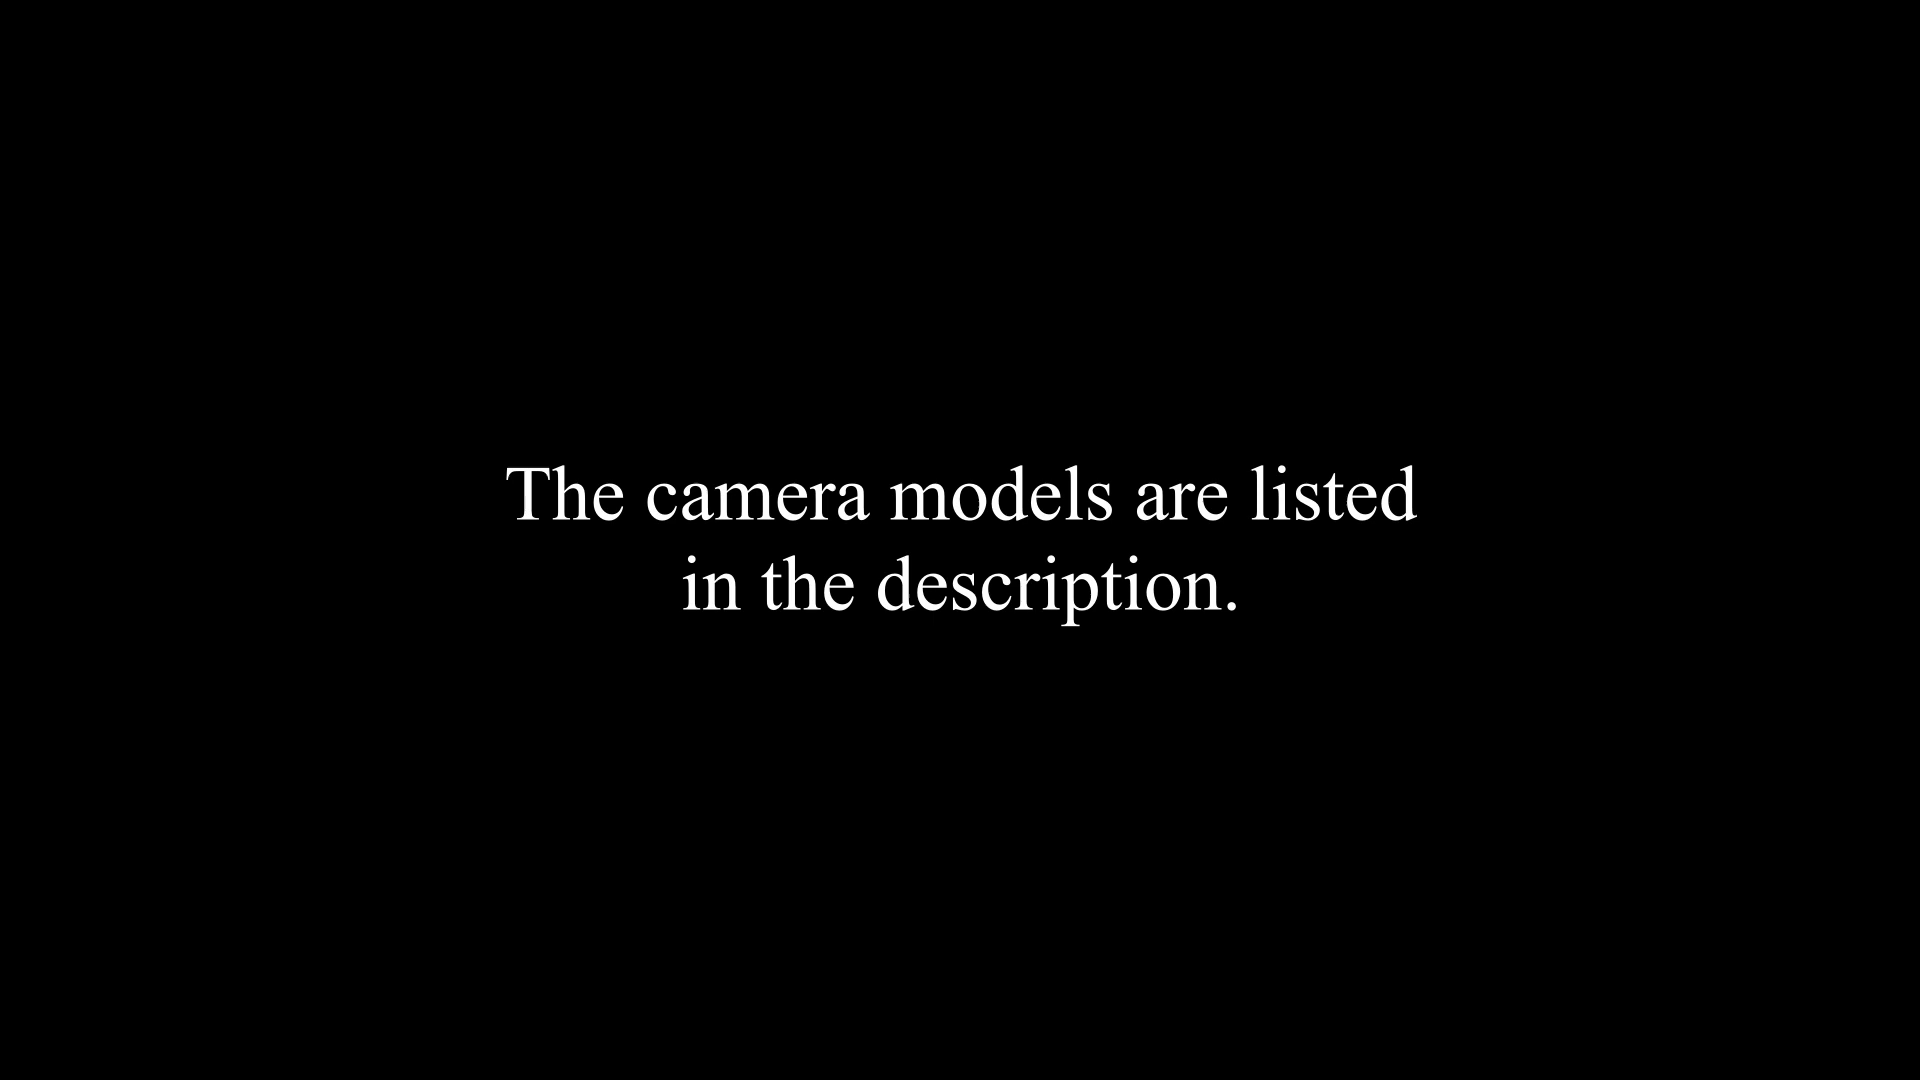 The camera models are listed
in the description.